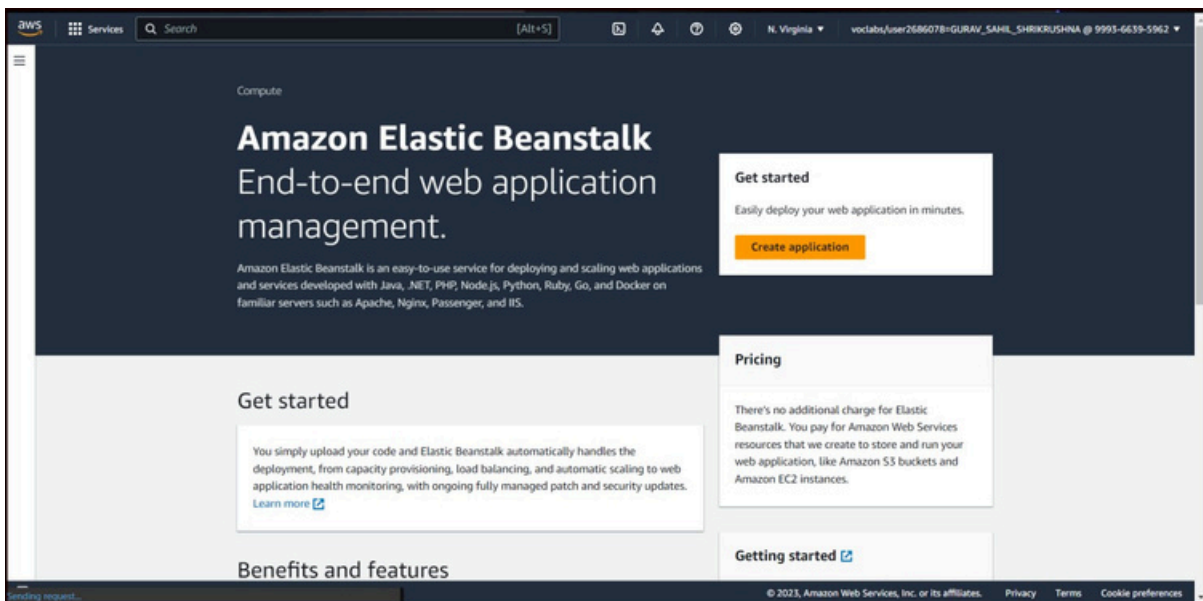 aws
Services
Search
[Alt+S]
N. Virginia
voclabs/user2686078=GURAV_SAHIL_SHRIKRUSHNA @ 9993-6639-5962
Compute
Amazon Elastic Beanstalk
End-to-end web application
management.
Amazon Elastic Beanstalk is an easy-to-use service for deploying and scaling web applications
and services developed with Java, .NET, PHP, Node.js, Python, Ruby, Go, and Docker on
familiar servers such as Apache, Nginx, Passenger, and IIS.
Get started
Easily deploy your web application in minutes.
Create application
Pricing
There's no additional charge for Elastic
Beanstalk. You pay for Amazon Web Services
resources that we create to store and run your
web application, like Amazon S3 buckets and
Amazon EC2 instances.
Get started
You simply upload your code and Elastic Beanstalk automatically handles the
deployment, from capacity provisioning, load balancing, and automatic scaling to web
application health monitoring, with ongoing fully managed patch and security updates.
Learn more
Getting started
Benefits and features
Sending request...
© 2023, Amazon Web Services, Inc. or its affiliates.
Privacy
Terms
Cookie preferences